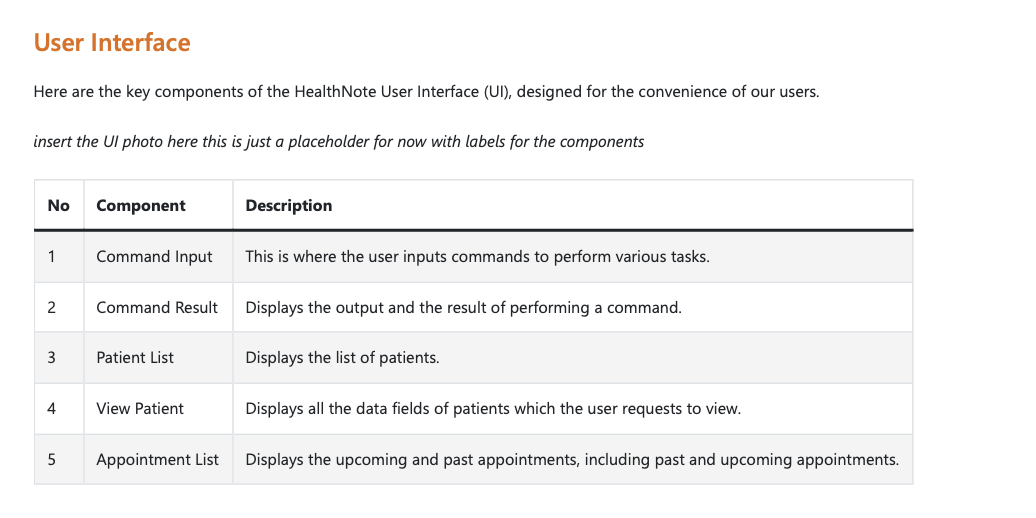 User Interface
Here are the key components of the HealthNote User Interface (UI), designed for the convenience of our users.
insert the UI photo here this is just a placeholder for now with labels for the components
No Component Description
1 Command Input This is where the user inputs commands to perform various tasks.
2 Command Result Displays the output and the result of performing a command.
3 Patient List Displays the list of patients.
4 View Patient Displays all the data fields of patients which the user requests to view.
5 Appointment List Displays the upcoming and past appointments, including past and upcoming appointments.